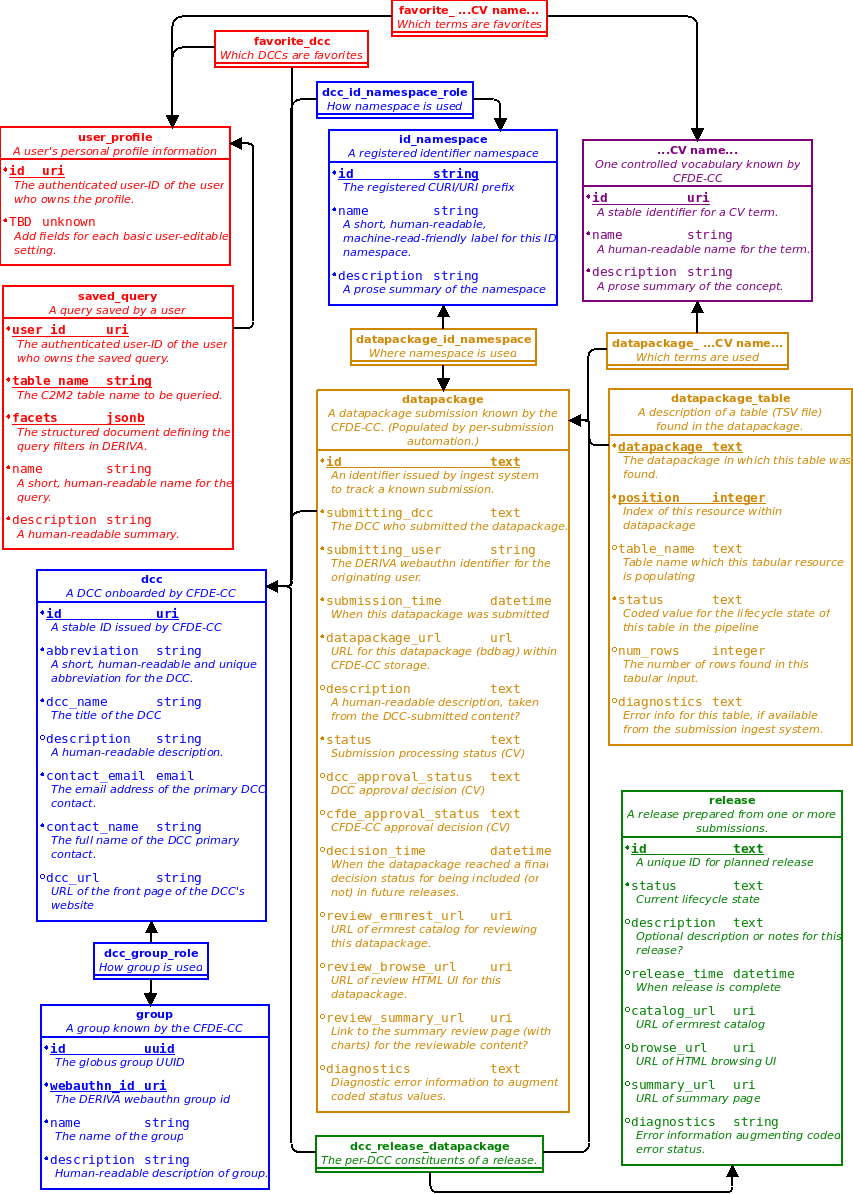 favorite_ ...CV name...
Which terms are favorites
favorite_dcc
Which DCCs are favorites
dcc_id_namespace_role
How namespace is used
user_profile
A user's personal profile information
id uri
The authenticated user-ID of the user
who owns the profile.
TBD unknown
Add fields for each basic user-editable
setting.
id_namespace
A registered identifier namespace
id string
The registered CURI/URI prefix
name string
A short, human-readable,
machine-read-friendly label for this ID
namespace.
description string
A prose summary of the namespace
...CV name...
One controlled vocabulary known by
CFDE-CC
id uri
A stable identifier for a CV term.
name string
A human-readable name for the term.
description string
A prose summary of the concept.
saved_query
A query saved by a user
user_id uri
The authenticated user-ID of the user
who owns the saved query.
table_name string
The C2M2 table name to be queried.
facets jsonb
The structured document defining the
query filters in DERIVA.
name string
A short, human-readable name for the
query.
description string
A human-readable summary.
datapackage_id_namespace
Where namespace is used
datapackage_ ...CV name...
Which terms are used
datapackage
A datapackage submission known by the
CFDE-CC. (Populated by per-submission
automation.)
id text
An identifier issued by ingest system
to track a known submission.
submitting_dcc text
The DCC who submitted the datapackage.
submitting_user string
The DERIVA webauthn identifier for the
originating user.
submission_time datetime
When this datapackage was submitted
datapackage_url url
URL for this datapackage (bdbag) within
CFDE-CC storage.
description text
A human-readable description, taken
from the DCC-submitted content?
status text
Submission processing status (CV)
dcc_approval_status text
DCC approval decision (CV)
cfde_approval_status text
CFDE-CC approval decision (CV)
decision_time datetime
When the datapackage reached a final
decision status for being included (or
not) in future releases.
review_ermrest_url uri
URL of ermrest catalog for reviewing
this datapackage.
review_browse_url uri
URL of review HTML UI for this
datapackage.
review_summary_url uri
Link to the summary review page (with
charts) for the reviewable content?
diagnostics text
Diagnostic error information to augment
coded status values.
datapackage_table
A description of a table (TSV file)
found in the datapackage.
datapackage text
The datapackage in which this table was
found.
position integer
Index of this resource within
datapackage
table_name text
Table name which this tabular resource
is populating
status text
Coded value for the lifecycle state of
this table in the pipeline
num_rows integer
The number of rows found in this
tabular input.
diagnostics text
Error info for this table, if available
from the submission ingest system.
dcc
A DCC onboarded by CFDE-CC
id uri
A stable ID issued by CFDE-CC
abbreviation string
A short, human-readable and unique
abbreviation for the DCC.
dcc_name string
The title of the DCC
description string
A human-readable description.
contact_email email
The email address of the primary DCC
contact.
contact_name string
The full name of the DCC primary
contact.
dcc_url string
URL of the front page of the DCC's
website
dcc_group_role
How group is used
group
A group known by the CFDE-CC
id uuid
The globus group UUID
webauthn_id uri
The DERIVA webauthn group id
name string
The name of the group
description string
Human-readable description of group.
release
A release prepared from one or more
submissions.
id text
A unique ID for planned release
status text
Current lifecycle state
description text
Optional description or notes for this
release?
release_time datetime
When release is complete
catalog_url uri
URL of ermrest catalog
browse_url uri
URL of HTML browsing UI
summary_url uri
URL of summary page
diagnostics string
Error information augmenting coded
error status.
dcc_release_datapackage
The per-DCC constituents of a release.